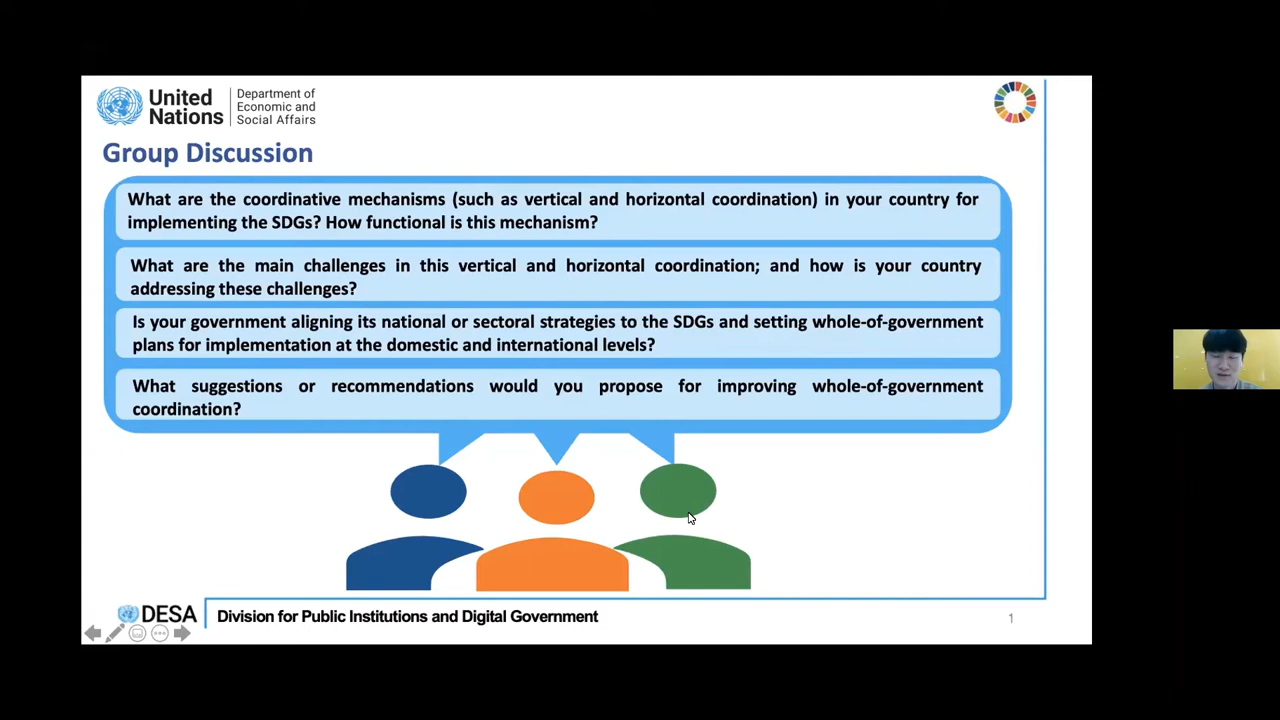 United
Nations
Department of
Economic and
Social Affairs
Group Discussion
What are the coordinative mechanisms (such as vertical and horizontal coordination) in your country for
implementing the SDGs? How functional is this mechanism?
What are the main challenges in this vertical and horizontal coordination; and how is your country
addressing these challenges?
Is your government aligning its national or sectoral strategies to the SDGs and setting whole-of-government
plans for implementation at the domestic and international levels?
What suggestions or recommendations would you propose for improving whole-of-government
coordination?
DESA
Division for Public Institutions and Digital Government
1